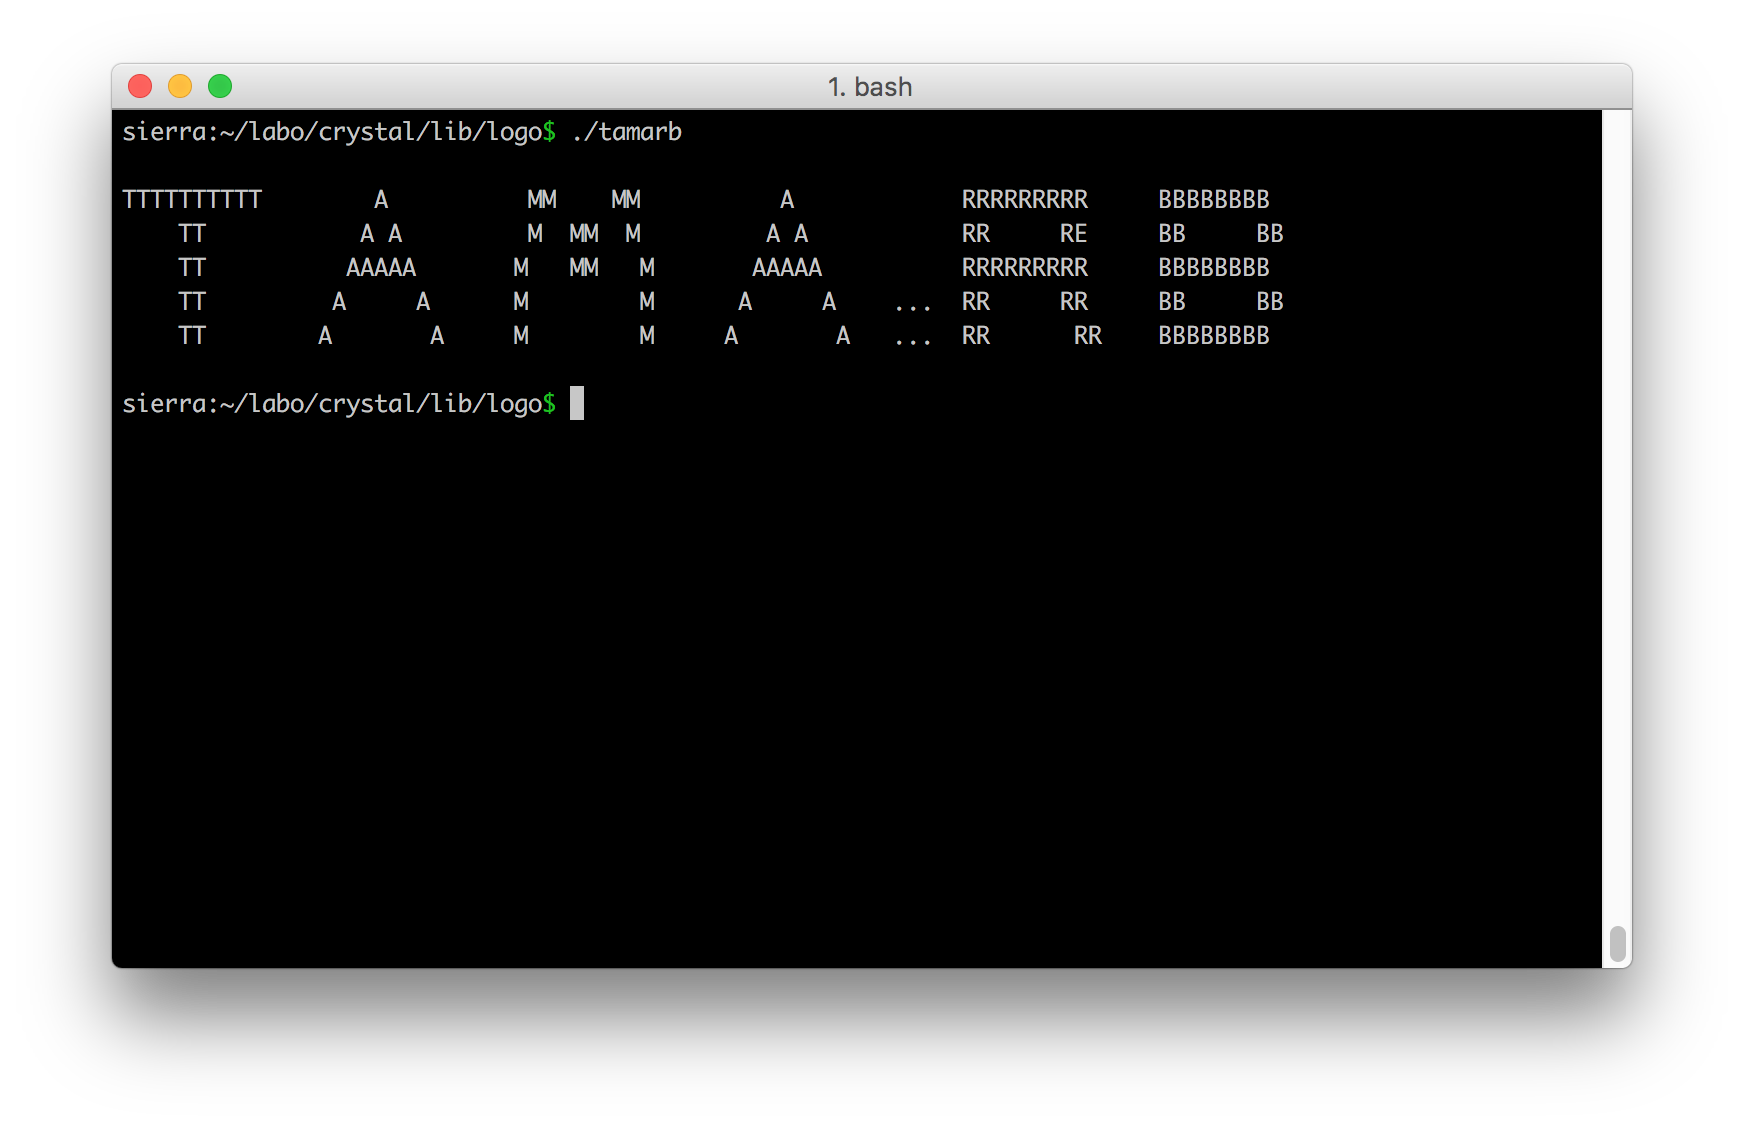 1. bash
sierra:~/labo/crystal/lib/logo$ ./tamarb
TTTTTTTTTT        A          MM    MM          A            RRRRRRRRR     BBBBBBBB
    TT           A A         M  MM  M         A A           RR     RE     BB     BB
    TT          AAAAA       M   MM   M       AAAAA          RRRRRRRRR     BBBBBBBB
    TT         A     A      M        M      A     A    ...  RR     RR     BB     BB
    TT        A       A     M        M     A       A   ...  RR      RR    BBBBBBBB
sierra:~/labo/crystal/lib/logo$